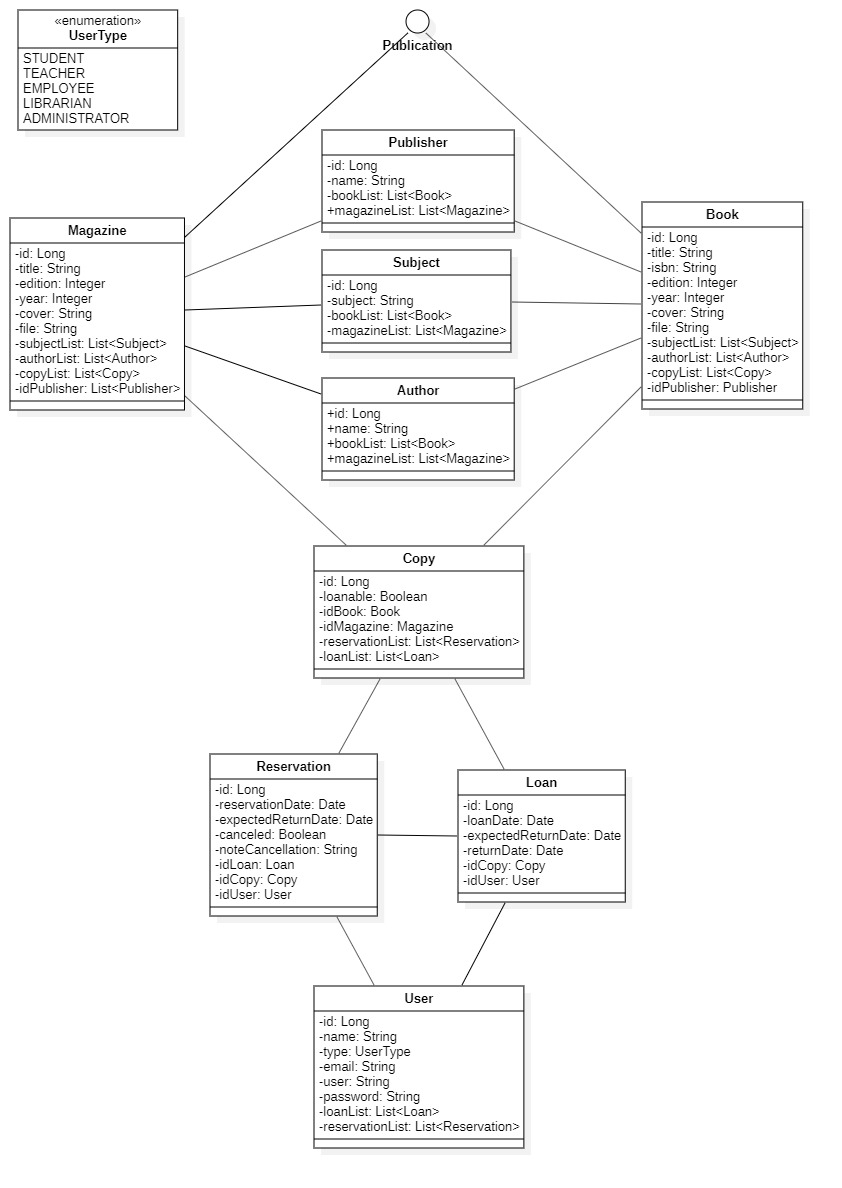 «enumeration»
UserType
STUDENT
TEACHER
EMPLOYEE
LIBRARIAN
ADMINISTRATOR
Publication
Publisher
-id: Long
-name: String
-bookList: List<Book>
+magazineList: List<Magazine>
Magazine
-id: Long
-title: String
-edition: Integer
-year: Integer
-cover: String
-file: String
-subjectList: List<Subject>
-authorList: List<Author>
-copyList: List<Copy>
-idPublisher: List<Publisher>
Subject
-id: Long
-subject: String
-bookList: List<Book>
-magazineList: List<Magazine>
Book
-id: Long
-title: String
-isbn: String
-edition: Integer
-year: Integer
-cover: String
-file: String
-subjectList: List<Subject>
-authorList: List<Author>
-copyList: List<Copy>
-idPublisher: Publisher
Author
+id: Long
+name: String
+bookList: List<Book>
+magazineList: List<Magazine>
Copy
-id: Long
-loanable: Boolean
-idBook: Book
-idMagazine: Magazine
-reservationList: List<Reservation>
-loanList: List<Loan>
Reservation
-id: Long
-reservationDate: Date
-expectedReturnDate: Date
-canceled: Boolean
-noteCancellation: String
-idLoan: Loan
-idCopy: Copy
-idUser: User
Loan
-id: Long
-loanDate: Date
-expectedReturnDate: Date
-returnDate: Date
-idCopy: Copy
-idUser: User
User
-id: Long
-name: String
-type: UserType
-email: String
-user: String
-password: String
-loanList: List<Loan>
-reservationList: List<Reservation>